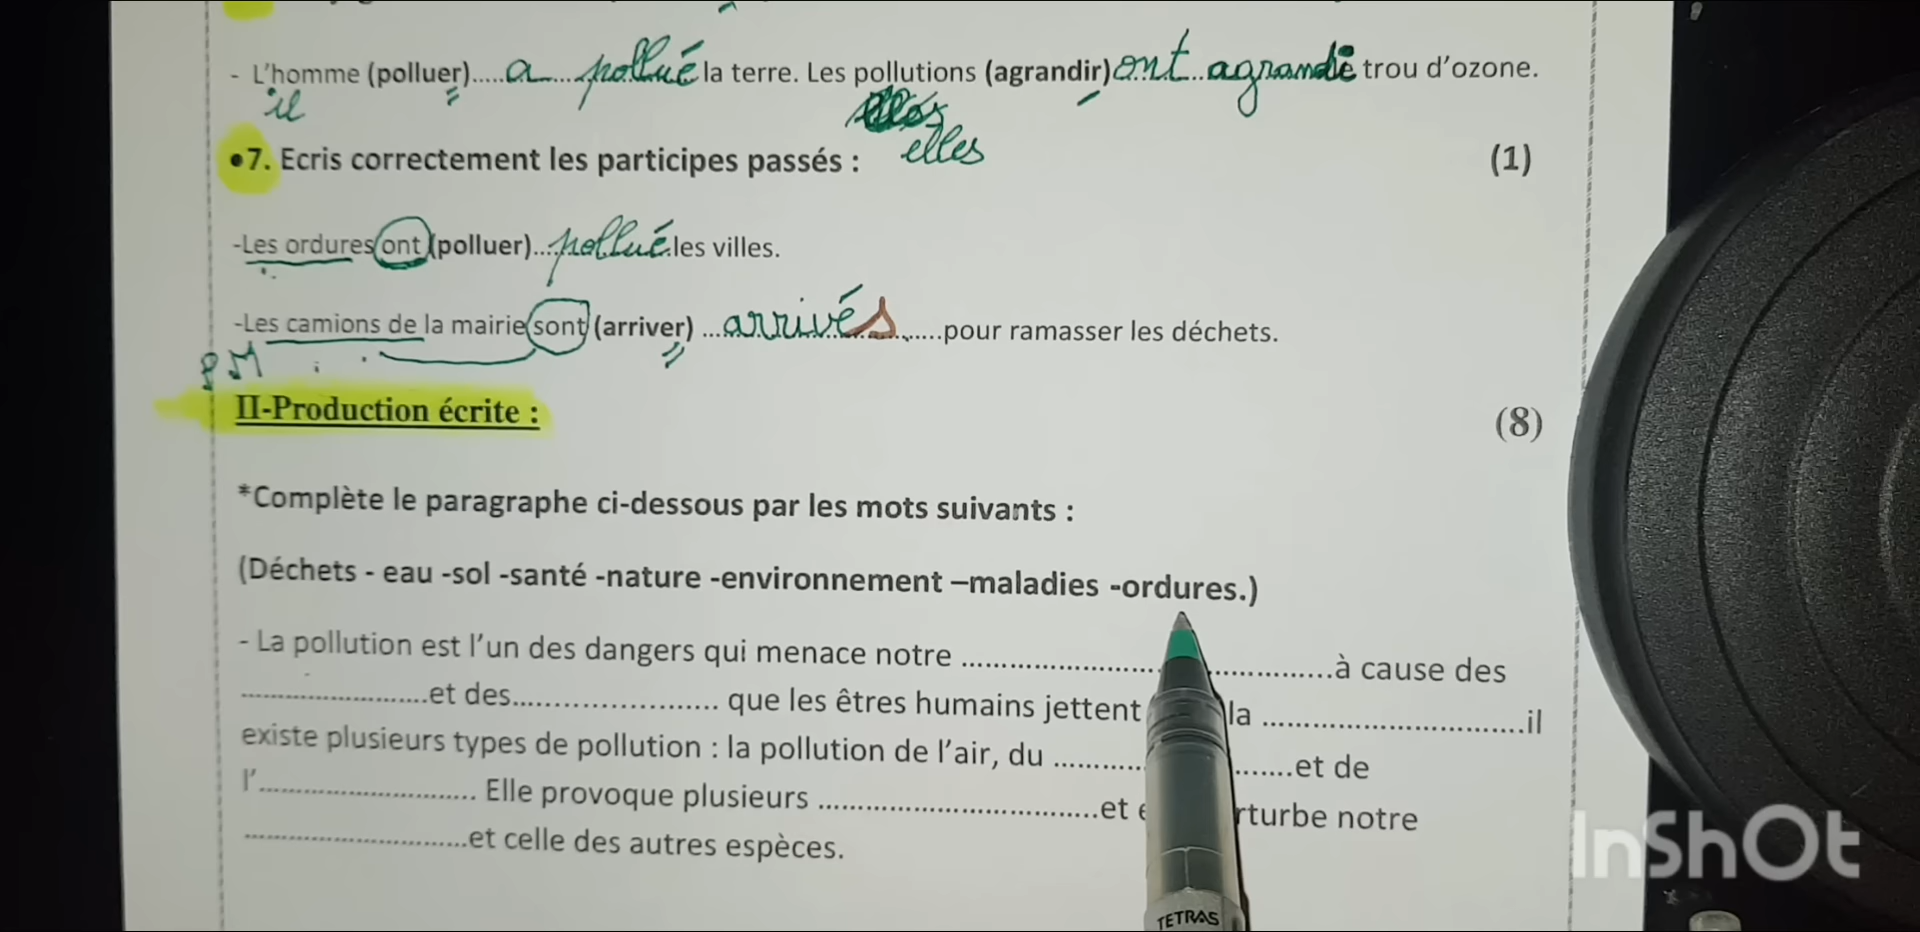 - L'homme (polluer).....a....pollué la terre. Les pollutions (agrandir) ont...agrandi trou d'ozone.
il
elles
•7. Ecris correctement les participes passés : (1)
-Les ordures ont (polluer)....pollué.les villes.
-Les camions de la mairie sont (arriver) ...arrivés......pour ramasser les déchets.
PM
II-Production écrite : (8)
*Complète le paragraphe ci-dessous par les mots suivants :
(Déchets - eau -sol -santé -nature -environnement –maladies -ordures.)
- La pollution est l'un des dangers qui menace notre ........................................à cause des
........................et des.......................... que les êtres humains jettent la ................................il
existe plusieurs types de pollution : la pollution de l'air, du ..........................et de
l'........................... Elle provoque plusieurs ..................................et rturbe notre
...........................et celle des autres espèces.
TETRAS
InShOt